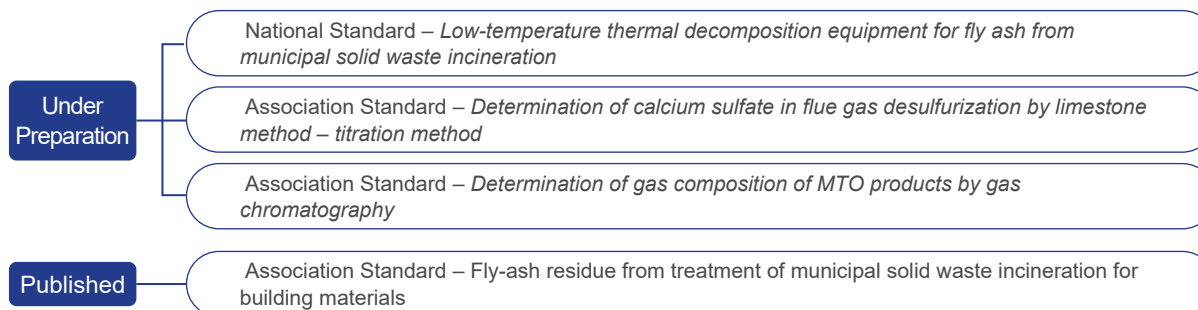 National Standard – Low-temperature thermal decomposition equipment for fly ash from
municipal solid waste incineration
Under
Preparation
Association Standard – Determination of calcium sulfate in flue gas desulfurization by limestone
method – titration method
Association Standard – Determination of gas composition of MTO products by gas
chromatography
Published
Association Standard – Fly-ash residue from treatment of municipal solid waste incineration for
building materials